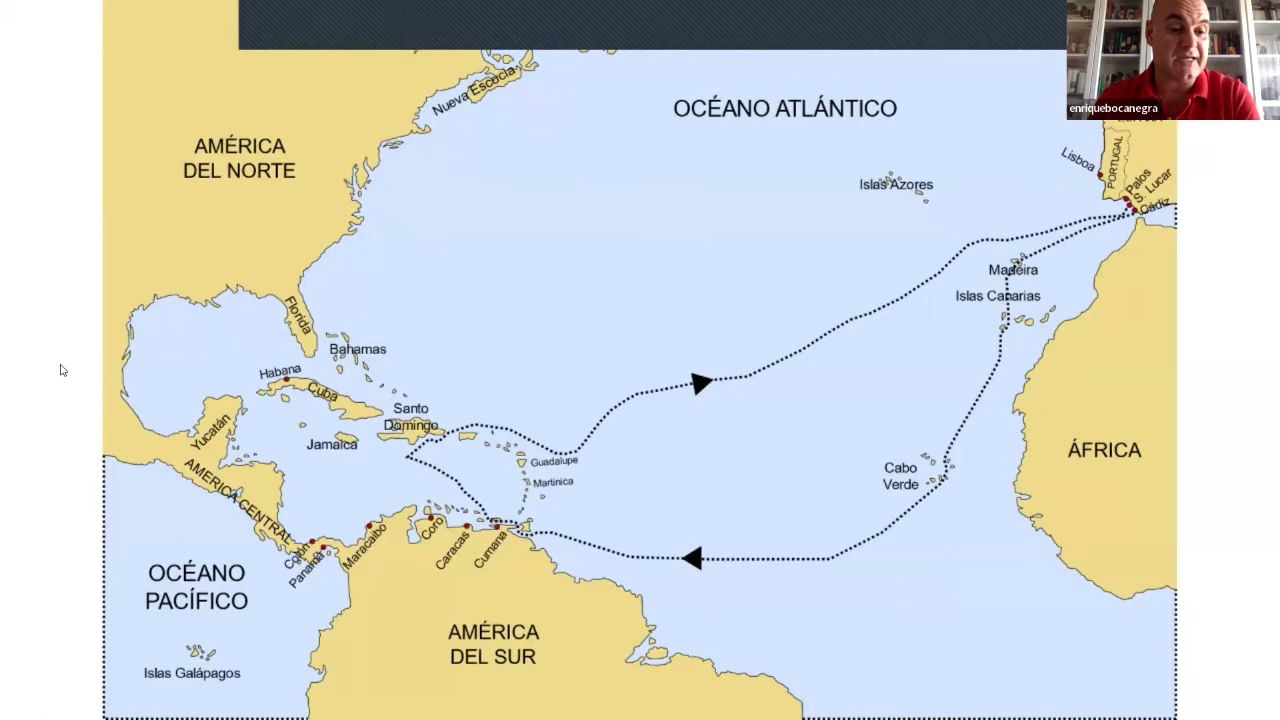 enriquebocanegra
Nueva Escocia
OCÉANO ATLÁNTICO
AMÉRICA
DEL NORTE
Lisboa
PORTUGAL
Palos
S. Lucar
Cádiz
Islas Azores
Madeira
Islas Canarias
Florida
Bahamas
Habana
Cuba
Santo
Domingo
Yucatán
Jamaica
Guadalupe
Martinica
ÁFRICA
Cabo
Verde
AMÉRICA CENTRAL
Colón
Panamá
Maracaibo
Coro
Caracas
Cumana
OCÉANO
PACÍFICO
AMÉRICA
DEL SUR
Islas Galápagos